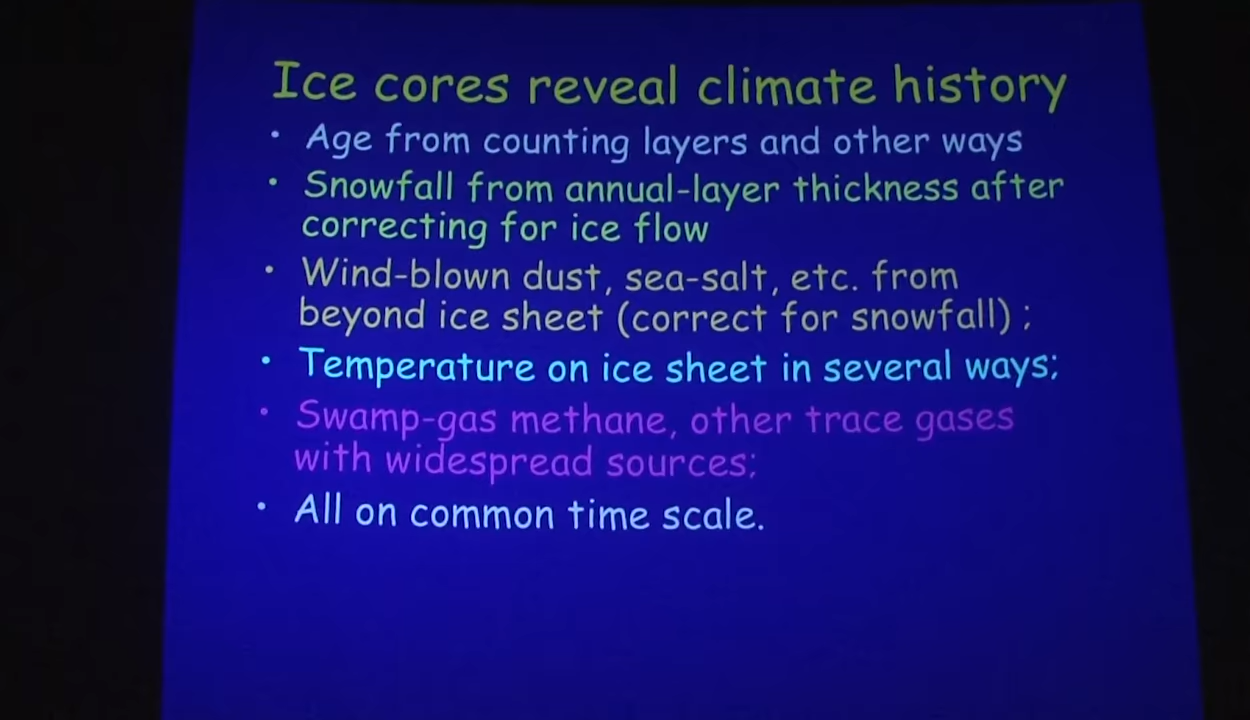 Ice cores reveal climate history
• Age from counting layers and other ways
• Snowfall from annual-layer thickness after
correcting for ice flow
• Wind-blown dust, sea-salt, etc. from
beyond ice sheet (correct for snowfall) ;
• Temperature on ice sheet in several ways;
• Swamp-gas methane, other trace gases
with widespread sources;
• All on common time scale.